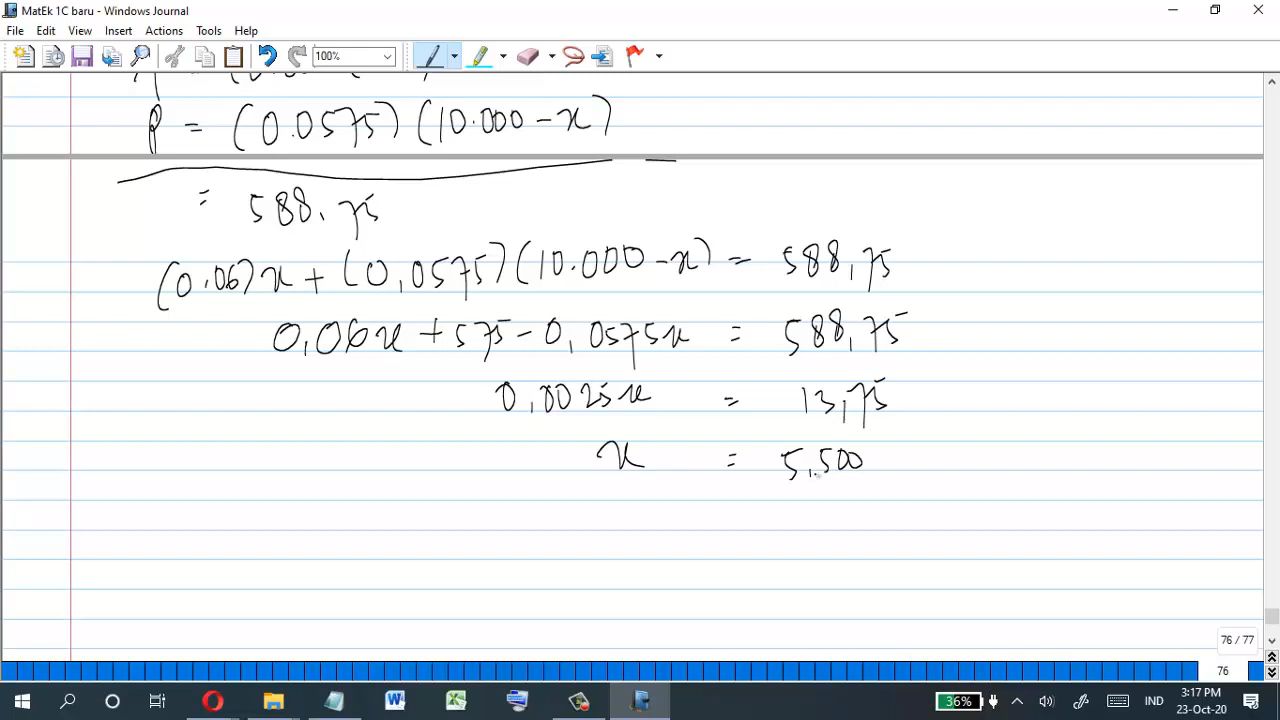 MatEk 1C baru - Windows Journal
File Edit View Insert Actions Tools Help
100%
P = (0.0575) (10.000 - x)
= 588,75
(0.06)x + (0,0575)(10.000 - x) = 588,75
0,06x + 575 - 0,0575x = 588,75
0,0025x = 13,75
x = 5.500
76 / 77
76
36%
IND
3:17 PM
23-Oct-20